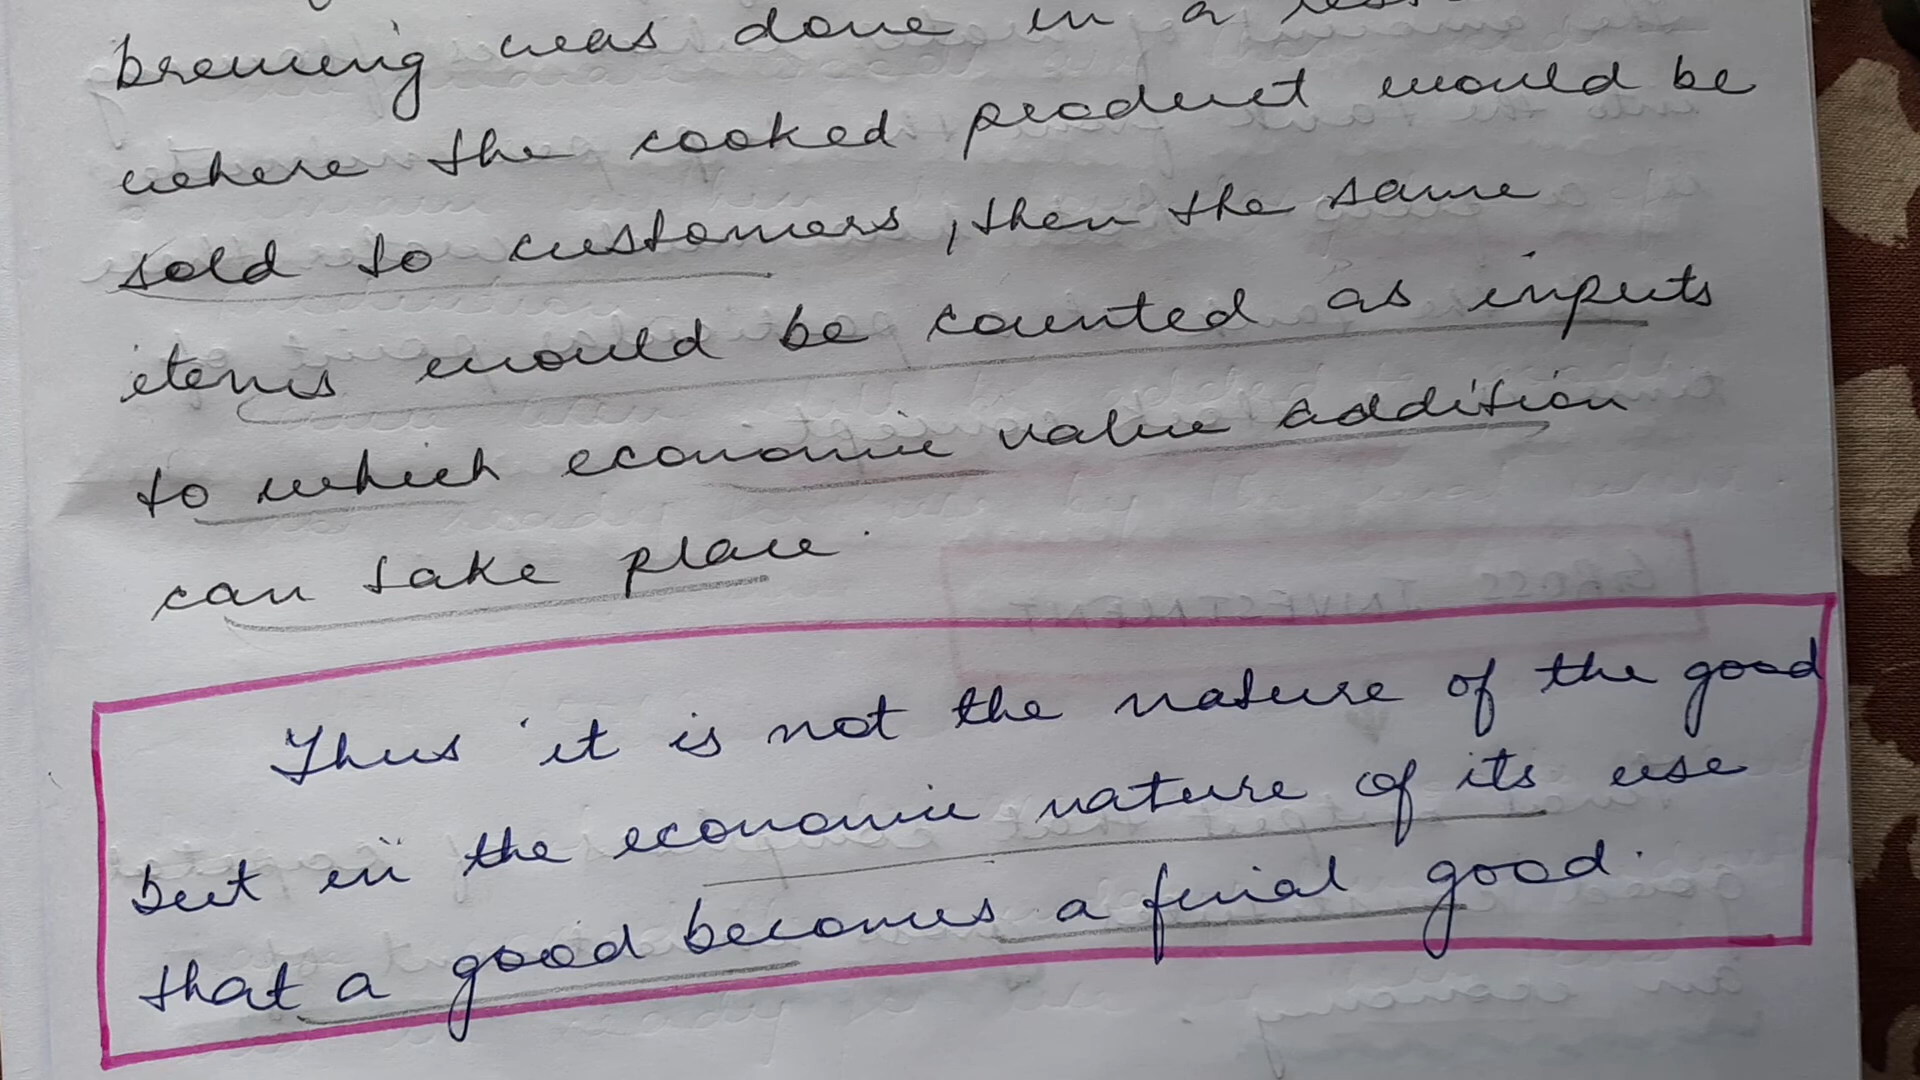 brewing was done in a
where the cooked product would be
sold to customers, then the same
items would be counted as inputs
to which economic value addition
can take place.
Thus it is not the nature of the good
but in the economic nature of its use
that a good becomes a final good.
GROSS INVESTMENT